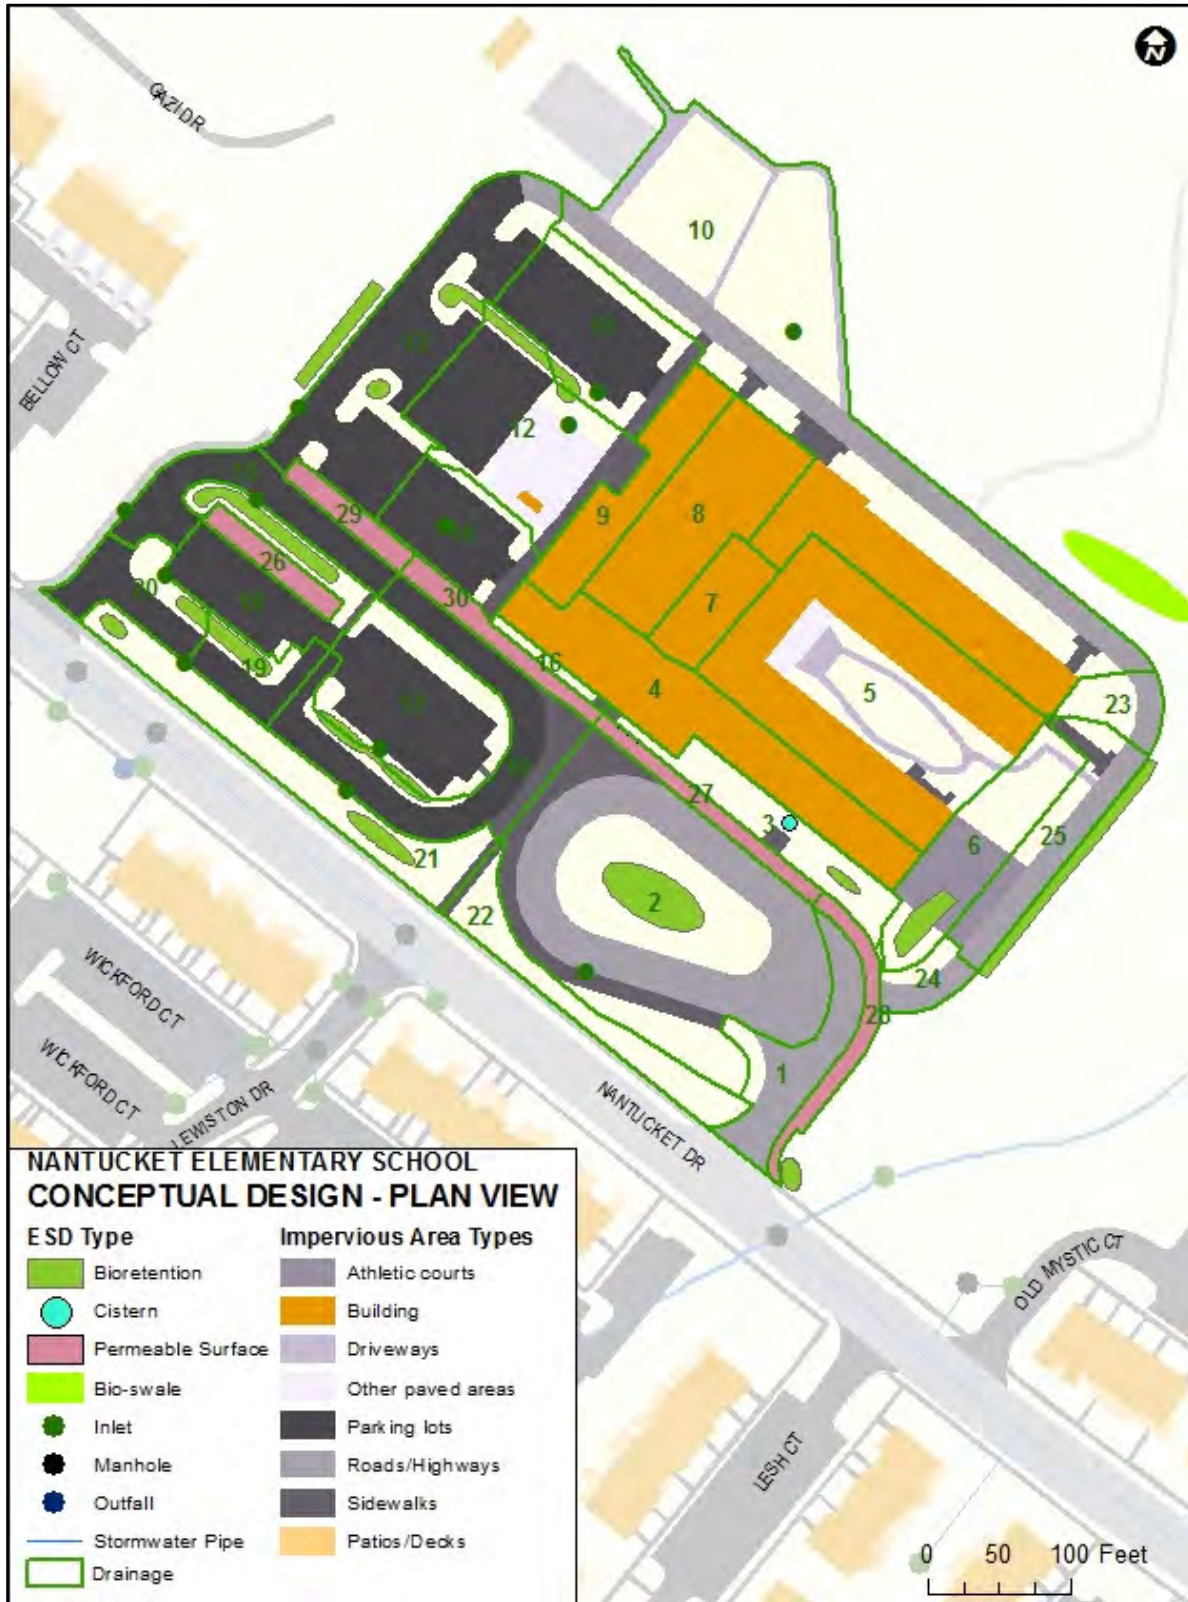 N
GAZI DR
10
12
BELLOW CT
29
9
8
26
30
7
20
16
19
4
5
23
27
3
6
25
21
2
22
24
28
1
WICKFORD CT
WICKFORD CT
LEWISTON DR
NANTUCKET DR
OLD MYSTIC CT
LESH CT
NANTUCKET ELEMENTARY SCHOOL
CONCEPTUAL DESIGN - PLAN VIEW
ESD Type Impervious Area Types
Bioretention Athletic courts
Cistern Building
Permeable Surface Driveways
Bio-swale Other paved areas
Inlet Parking lots
Manhole Roads/Highways
Outfall Sidewalks
Stormwater Pipe Patios/Decks
Drainage
0 50 100 Feet